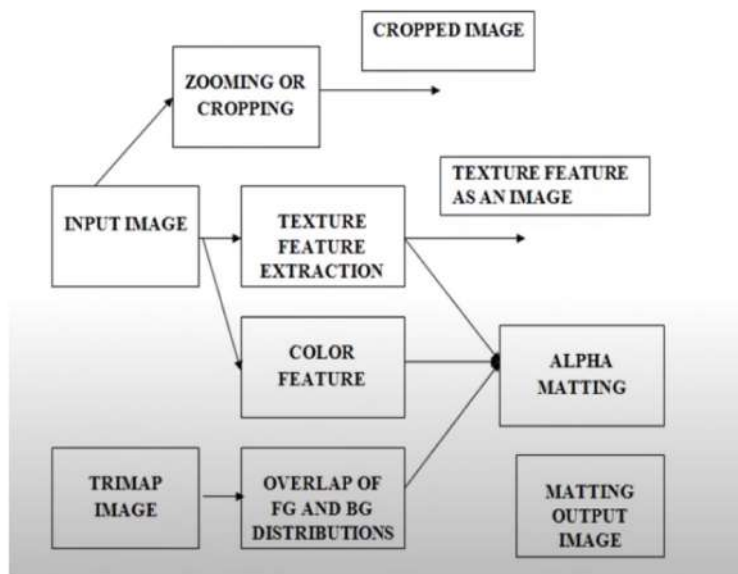 CROPPED IMAGE
ZOOMING OR
CROPPING
TEXTURE FEATURE
AS AN IMAGE
INPUT IMAGE
TEXTURE
FEATURE
EXTRACTION
COLOR
FEATURE
ALPHA
MATTING
TRIMAP
IMAGE
OVERLAP OF
FG AND BG
DISTRIBUTIONS
MATTING
OUTPUT
IMAGE